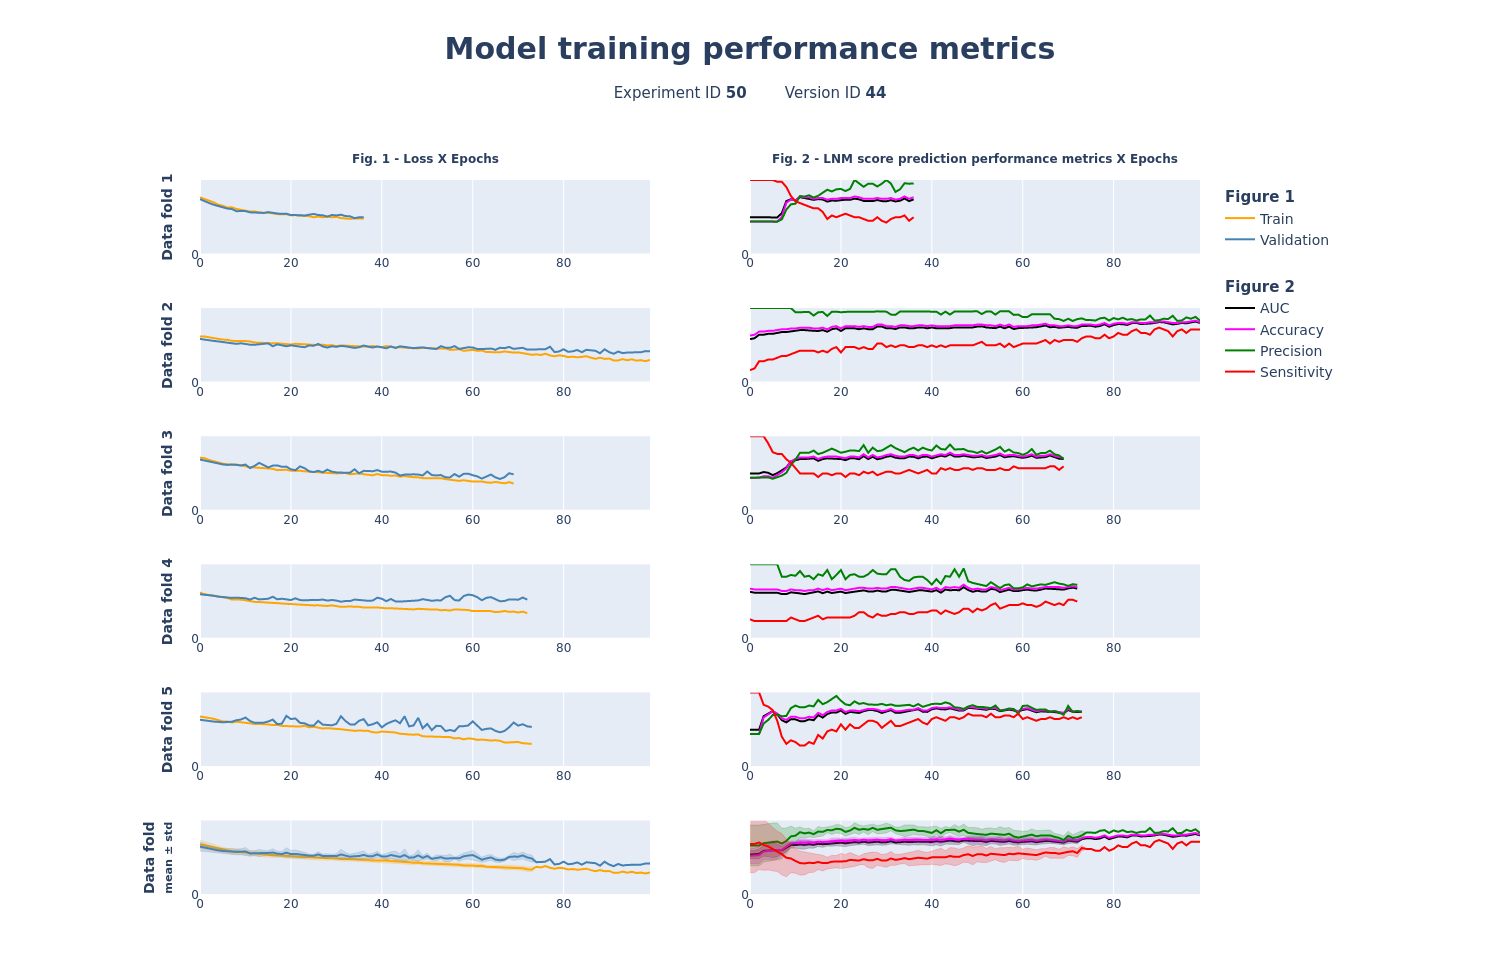 Model training performance metrics
Experiment ID 50 Version ID 44
Fig. 1 - Loss X Epochs
Fig. 2 - LNM score prediction performance metrics X Epochs
Data fold 1
0
0 20 40 60 80
0
0 20 40 60 80
Figure 1
Train
Validation
Figure 2
AUC
Accuracy
Precision
Sensitivity
Data fold 2
0
0 20 40 60 80
0
0 20 40 60 80
Data fold 3
0
0 20 40 60 80
0
0 20 40 60 80
Data fold 4
0
0 20 40 60 80
0
0 20 40 60 80
Data fold 5
0
0 20 40 60 80
0
0 20 40 60 80
Data fold
mean ± std
0
0 20 40 60 80
0
0 20 40 60 80